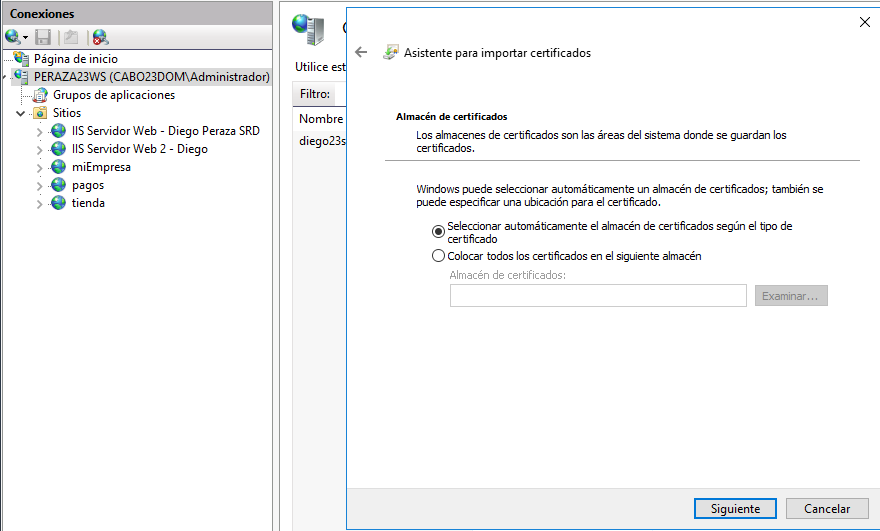 Conexiones
Página de inicio
PERAZA23WS (CABO23DOM\Administrador)
Grupos de aplicaciones
Sitios
IIS Servidor Web - Diego Peraza SRD
IIS Servidor Web 2 - Diego
miEmpresa
pagos
tienda
Utilice est
Filtro:
Nombre
diego23s
Asistente para importar certificados
Almacén de certificados
Los almacenes de certificados son las áreas del sistema donde se guardan los
certificados.
Windows puede seleccionar automáticamente un almacén de certificados; también se
puede especificar una ubicación para el certificado.
Seleccionar automáticamente el almacén de certificados según el tipo de
certificado
Colocar todos los certificados en el siguiente almacén
Almacén de certificados:
Examinar...
Siguiente
Cancelar